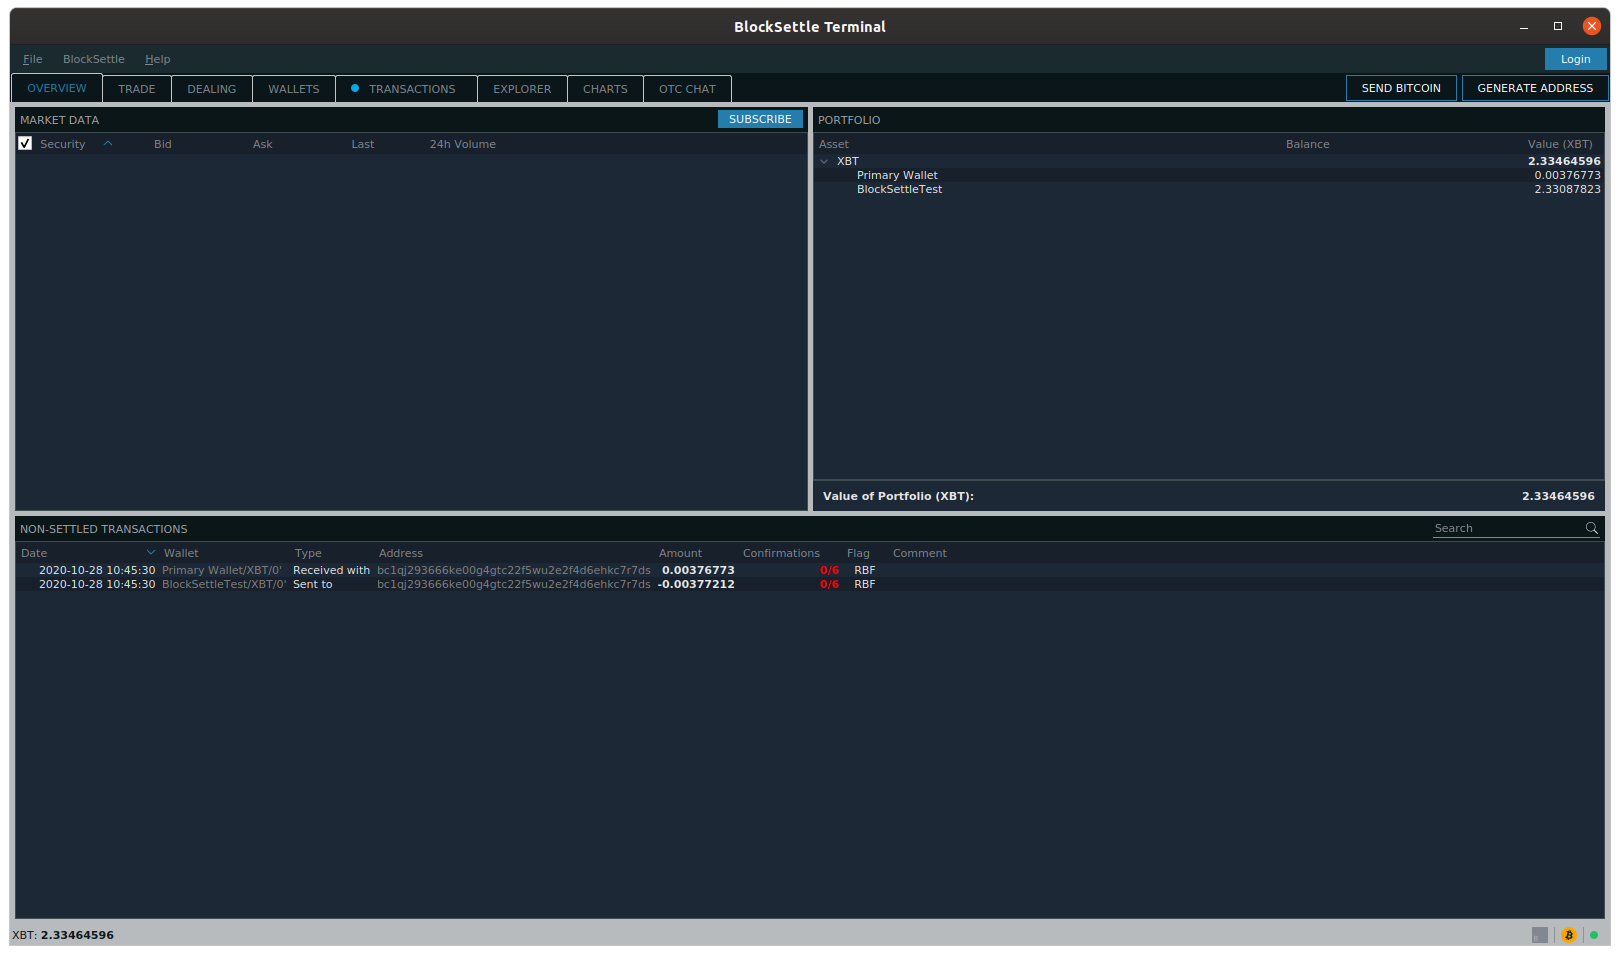 BlockSettle Terminal
File BlockSettle Help Login
OVERVIEW TRADE DEALING WALLETS TRANSACTIONS EXPLORER CHARTS OTC CHAT SEND BITCOIN GENERATE ADDRESS
MARKET DATA SUBSCRIBE
Security Bid Ask Last 24h Volume
PORTFOLIO
Asset Balance Value (XBT)
XBT 2.33464596
Primary Wallet 0.00376773
BlockSettleTest 2.33087823
Value of Portfolio (XBT): 2.33464596
NON-SETTLED TRANSACTIONS Search
Date Wallet Type Address Amount Confirmations Flag Comment
2020-10-28 10:45:30 Primary Wallet/XBT/0' Received with bc1qj293666ke00g4gtc22f5wu2e2f4d6ehkc7r7ds 0.00376773 0/6 RBF
2020-10-28 10:45:30 BlockSettleTest/XBT/0' Sent to bc1qj293666ke00g4gtc22f5wu2e2f4d6ehkc7r7ds -0.00377212 0/6 RBF
XBT: 2.33464596